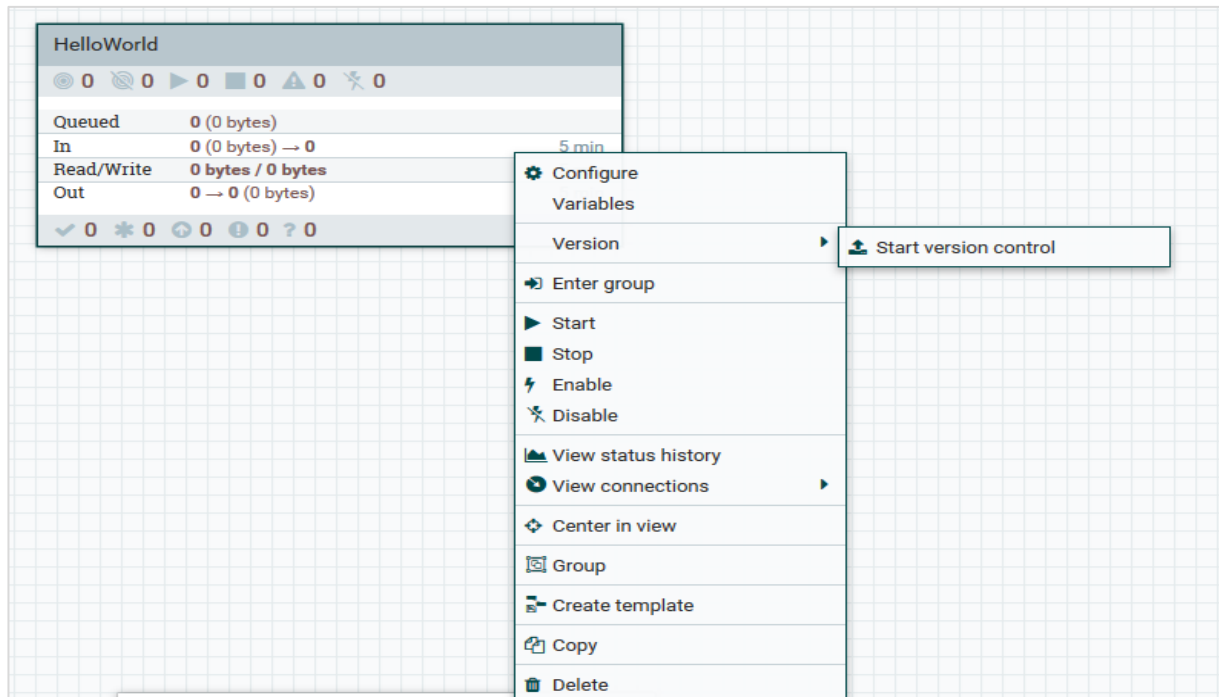 HelloWorld
0 0 0 0 0 0
Queued 0 (0 bytes)
In 0 (0 bytes) → 0 5 min
Read/Write 0 bytes / 0 bytes
Out 0 → 0 (0 bytes)
0 0 0 0 ? 0
Configure
Variables
Version
Start version control
Enter group
Start
Stop
Enable
Disable
View status history
View connections
Center in view
Group
Create template
Copy
Delete